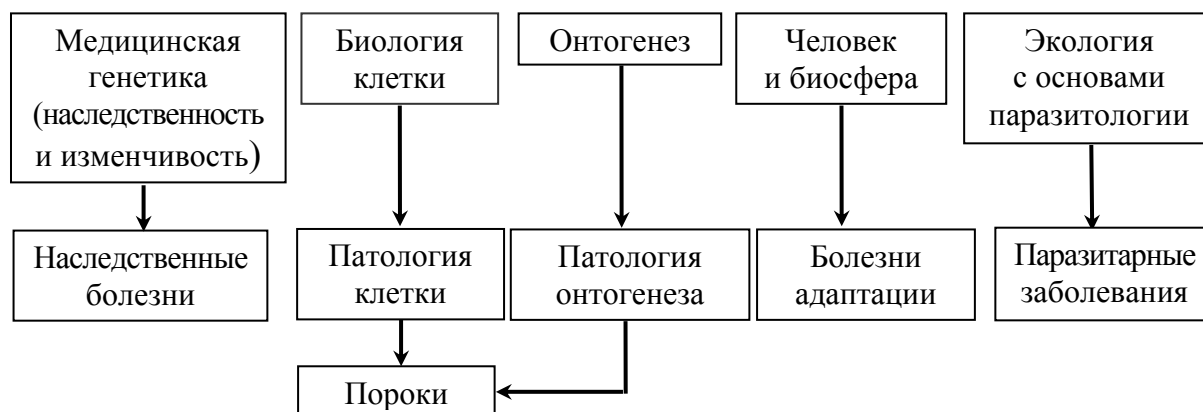 Медицинская
генетика
(наследственность
и изменчивость)
Биология
клетки
Онтогенез
Человек
и биосфера
Экология
с основами
паразитологии
Наследственные
болезни
Патология
клетки
Патология
онтогенеза
Болезни
адаптации
Паразитарные
заболевания
Пороки